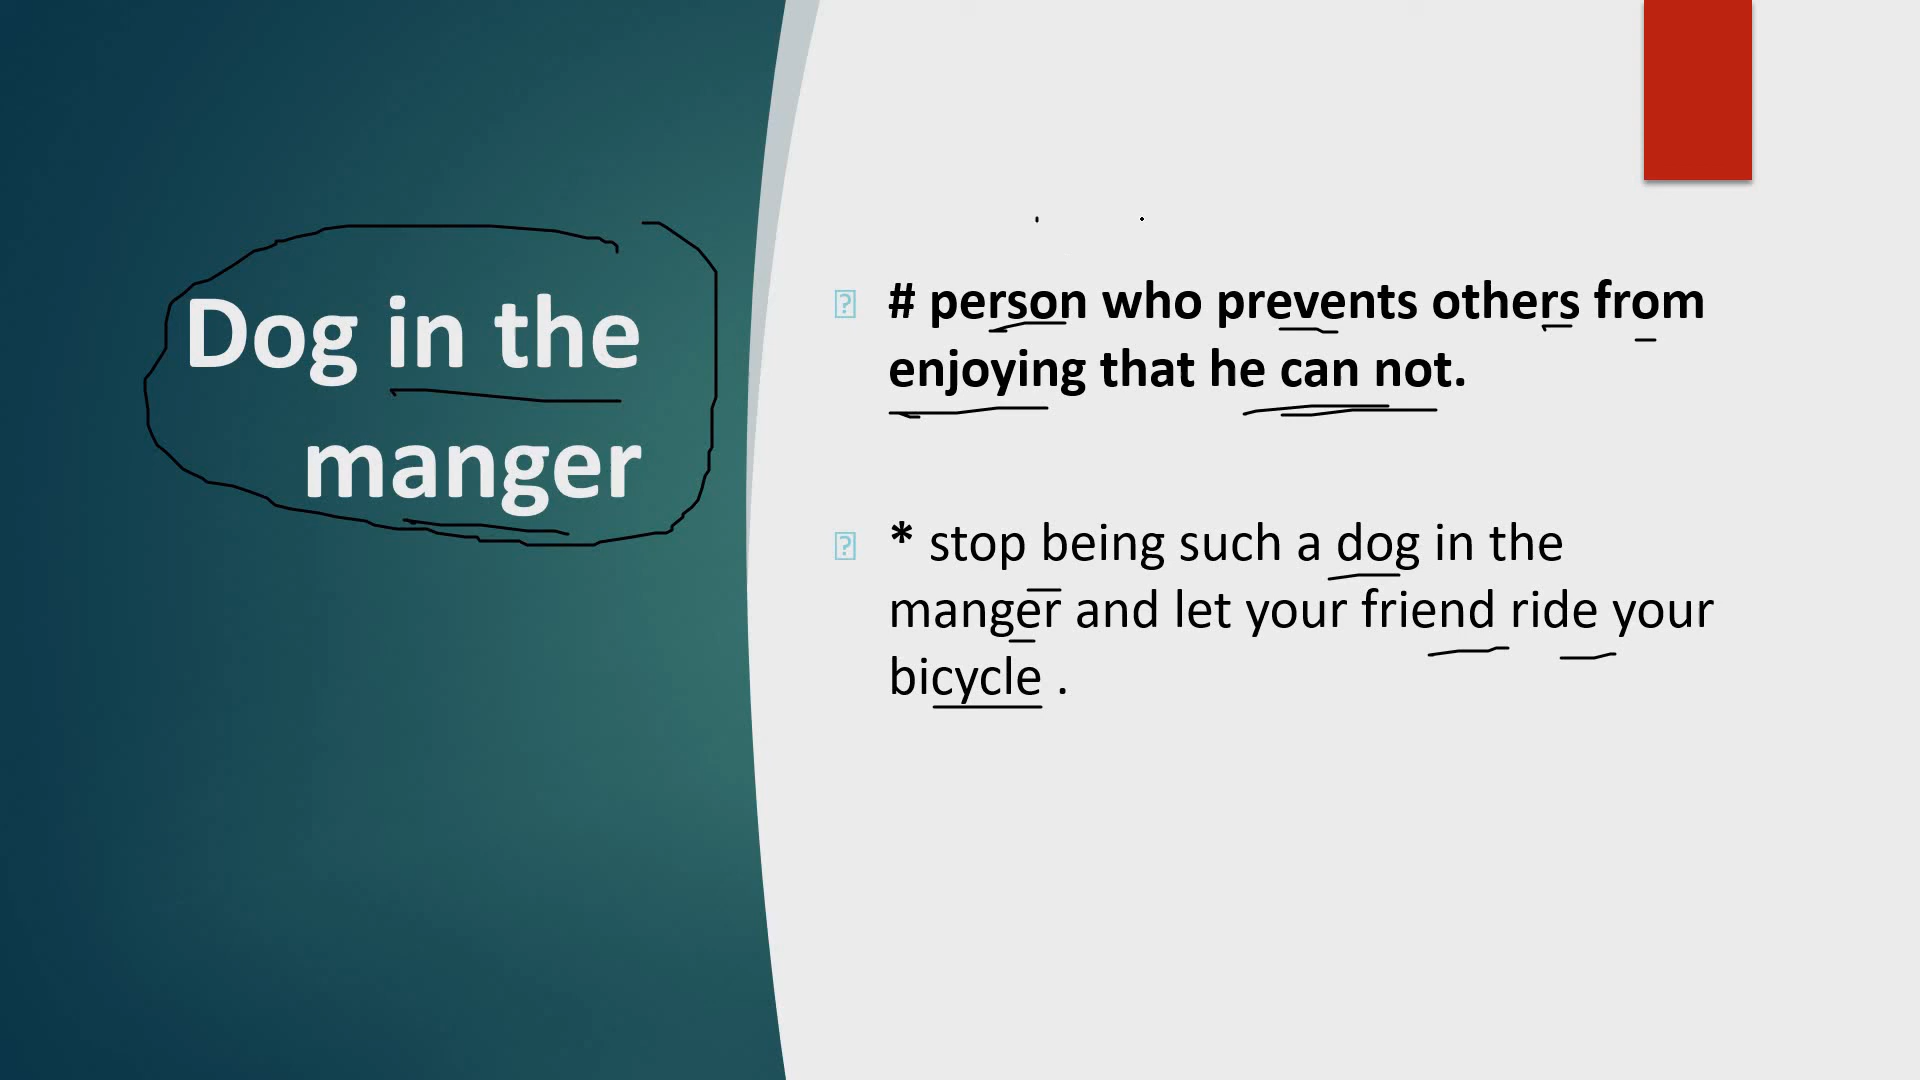 Dog in the
manger
# person who prevents others from
enjoying that he can not.
* stop being such a dog in the
manger and let your friend ride your
bicycle .